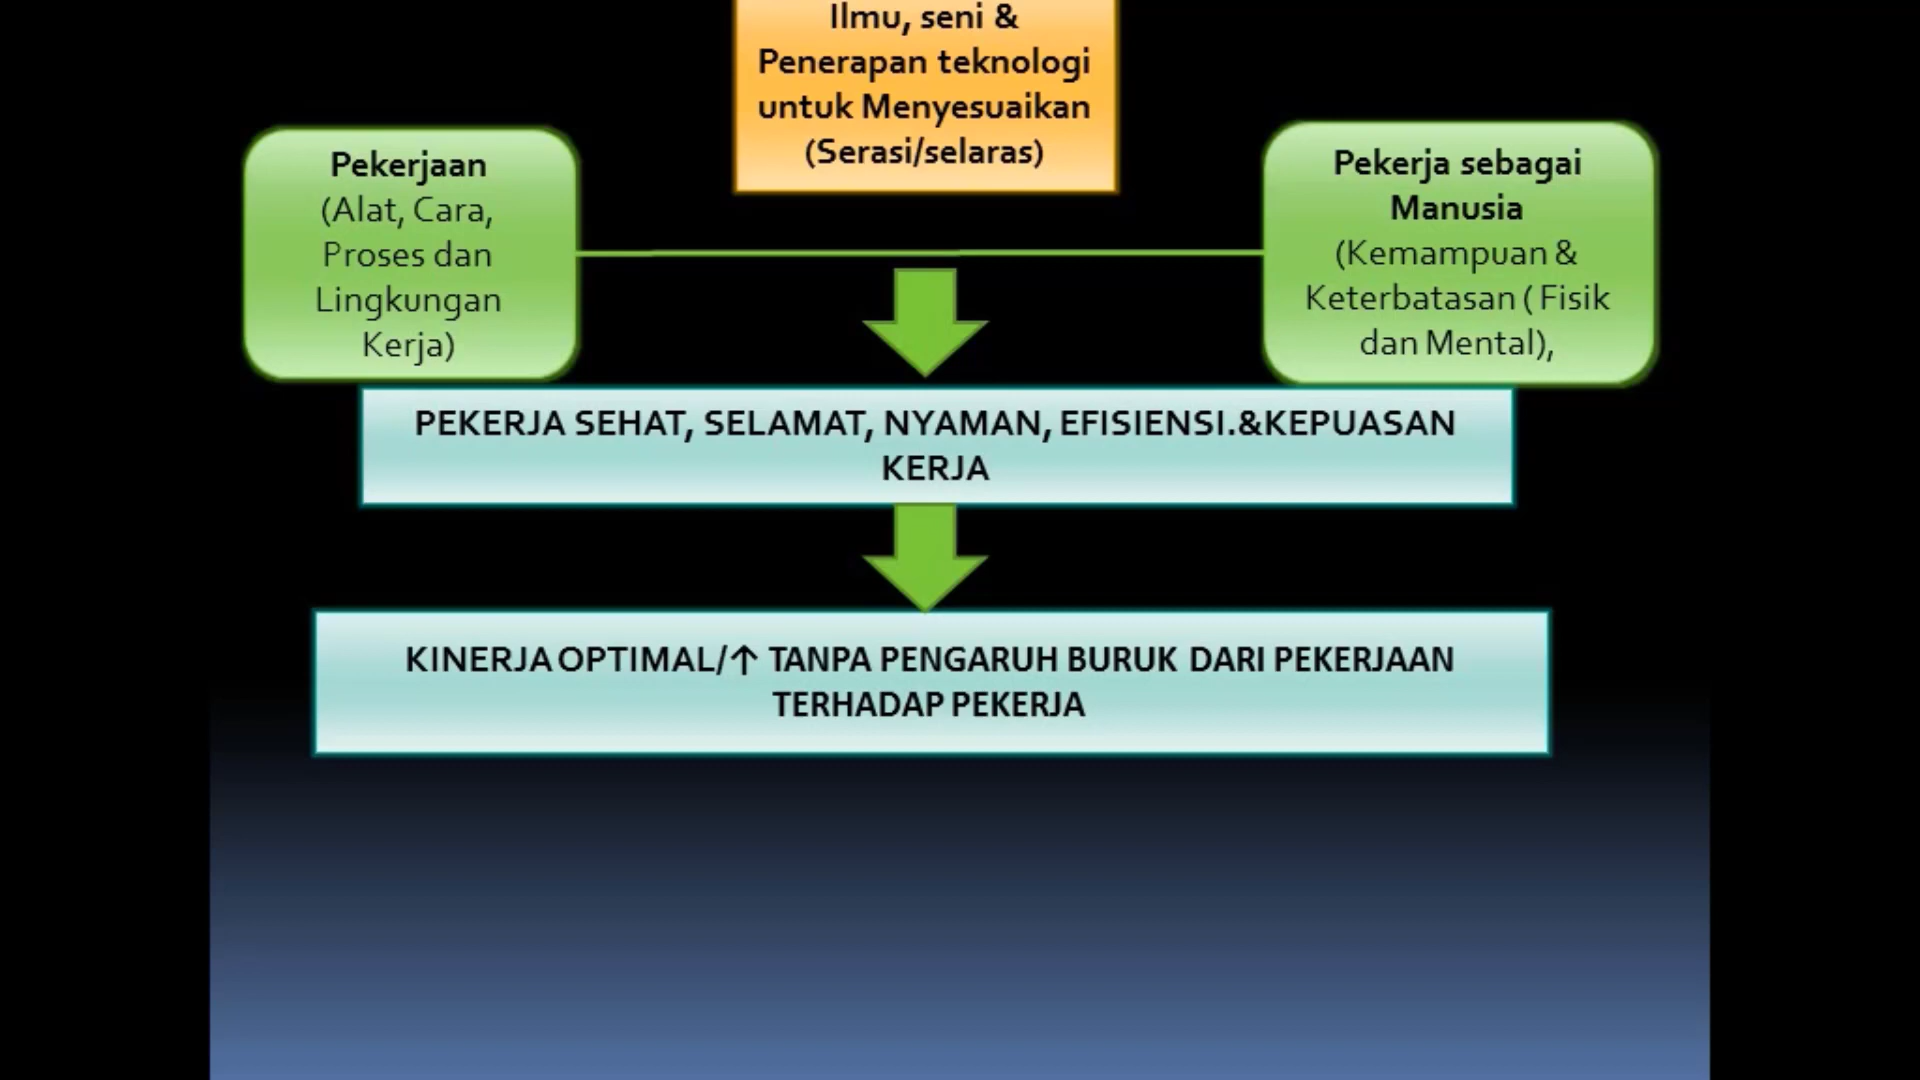 Ilmu, seni &
Penerapan teknologi
untuk Menyesuaikan
(Serasi/selaras)
Pekerjaan
(Alat, Cara,
Proses dan
Lingkungan
Kerja)
Pekerja sebagai
Manusia
(Kemampuan &
Keterbatasan ( Fisik
dan Mental),
PEKERJA SEHAT, SELAMAT, NYAMAN, EFISIENSI.&KEPUASAN
KERJA
KINERJA OPTIMAL/↑ TANPA PENGARUH BURUK DARI PEKERJAAN
TERHADAP PEKERJA